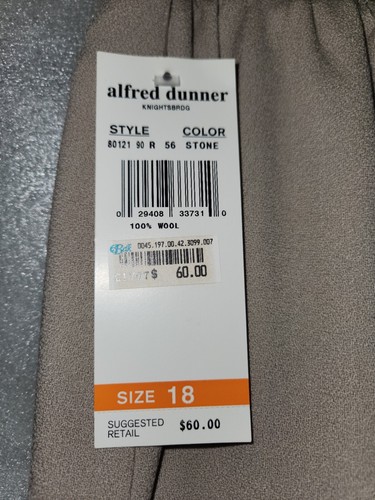 alfred dunner
KNIGHTSBRDG
STYLE COLOR
80121 90 R 56 STONE
0 29408 33731 0
100% WOOL
0045.197.00.42.3099.007
$ 60.00
SIZE 18
SUGGESTED
RETAIL $60.00